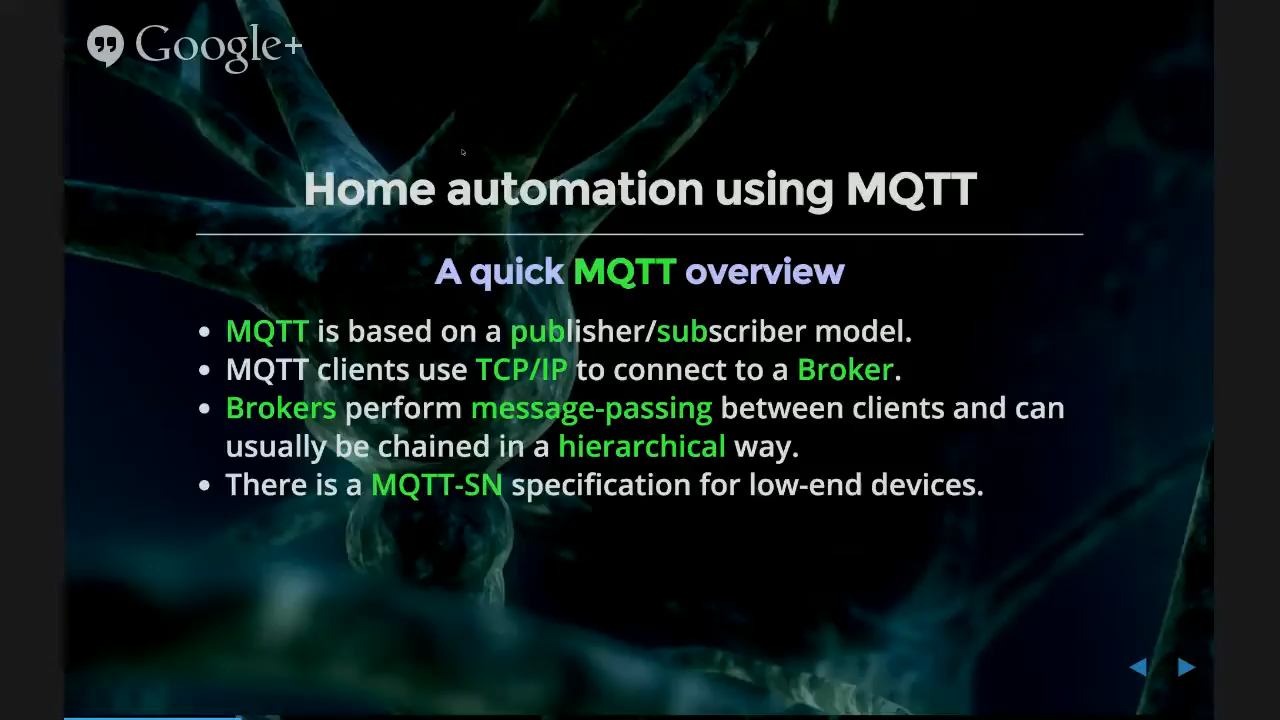 Google+
Home automation using MQTT
A quick MQTT overview
• MQTT is based on a publisher/subscriber model.
• MQTT clients use TCP/IP to connect to a Broker.
• Brokers perform message-passing between clients and can
usually be chained in a hierarchical way.
• There is a MQTT-SN specification for low-end devices.